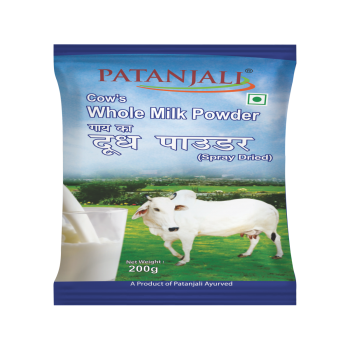 PATANJALI®
Cow's
Whole Milk Powder
गाय का
दूध पाउडर
(Spray Dried)
Net Weight :
200g
A Product of Patanjali Ayurved